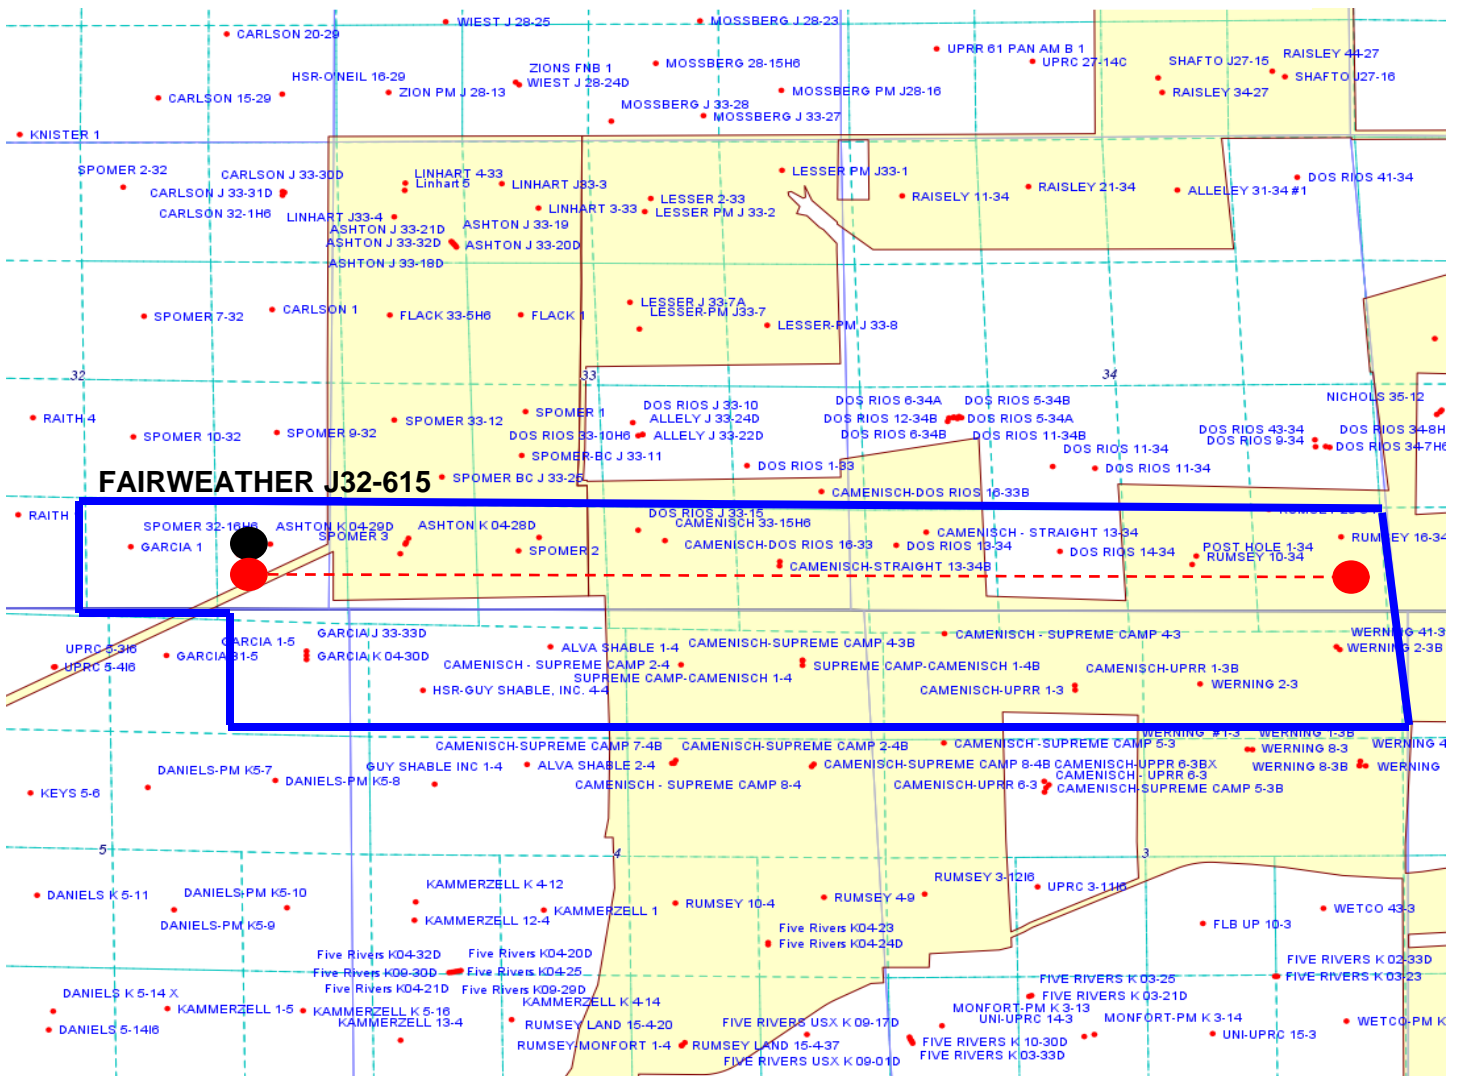 WIEST J 28-25
MOSSBERG J 28-23
CARLSON 20-29
UPRR 61 PAN AM B 1
RAISLEY 44-27
UPRC 27-14C
SHAFTO J27-15
ZIONS FNB 1
MOSSBERG 28-15H6
HSR-O'NEIL 16-29
SHAFTO J27-16
WIEST J 28-24D
ZION PM J 28-13
MOSSBERG PM J28-16
RAISLEY 34-27
CARLSON 15-29
MOSSBERG J 33-28
MOSSBERG J 33-27
KNISTER 1
SPOMER 2-32
CARLSON J 33-30D
LINHART 4-33
LESSER PM J33-1
DOS RIOS 41-34
Linhart 5
LINHART J33-3
CARLSON J 33-31D
RAISLEY 21-34
ALLELEY 31-34 #1
RAISELY 11-34
LESSER 2-33
CARLSON 32-1H6
LINHART J33-4
LINHART 3-33
LESSER PM J 33-2
ASHTON J 33-21D
ASHTON J 33-19
ASHTON J 33-32D
ASHTON J 33-20D
ASHTON J 33-18D
LESSER J 33-7A
CARLSON 1
LESSER-PM J33-7
SPOMER 7-32
FLACK 33-5H6
FLACK 1
LESSER-PM J 33-8
32
33
34
NICHOLS 35-12
DOS RIOS J 33-10
DOS RIOS 6-34A
DOS RIOS 5-34B
RAITH 4
SPOMER 33-12
SPOMER 1
ALLELY J 33-24D
DOS RIOS 12-34B
DOS RIOS 5-34A
SPOMER 10-32
SPOMER 9-32
DOS RIOS 33-10H6
ALLELY J 33-22D
DOS RIOS 6-34B
DOS RIOS 11-34B
DOS RIOS 43-34
DOS RIOS 34-8H
DOS RIOS 9-34
DOS RIOS 34-7H6
SPOMER-BC J 33-11
DOS RIOS 1-33
DOS RIOS 11-34
DOS RIOS 11-34
SPOMER BC J 33-25
FAIRWEATHER J32-615
CAMENISCH-DOS RIOS 16-33B
RAITH
DOS RIOS J 33-15
SPOMER 32-16H6
ASHTON K 04-29D
ASHTON K 04-28D
CAMENISCH 33-15H6
CAMENISCH - STRAIGHT 13-34
RUMSEY 16-34
SPOMER 3
GARCIA 1
SPOMER 2
CAMENISCH-DOS RIOS 16-33
DOS RIOS 13-34
DOS RIOS 14-34
POST HOLE 1-34
RUMSEY 10-34
CAMENISCH-STRAIGHT 13-34B
GARCIA J 33-33D
GARCIA 1-5
CAMENISCH-SUPREME CAMP 4-3B
CAMENISCH - SUPREME CAMP 4-3
WERNING 41-3
UPRC 5-3I6
GARCIA 31-5
GARCIA K 04-30D
ALVA SHABLE 1-4
WERNING 2-3B
UPRC 5-4I6
CAMENISCH - SUPREME CAMP 2-4
SUPREME CAMP-CAMENISCH 1-4B
CAMENISCH-UPRR 1-3B
SUPREME CAMP-CAMENISCH 1-4
HSR-GUY SHABLE, INC. 4-4
CAMENISCH-UPRR 1-3
WERNING 2-3
WERNING #1-3
WERNING 1-3B
CAMENISCH-SUPREME CAMP 7-4B
CAMENISCH-SUPREME CAMP 2-4B
CAMENISCH -SUPREME CAMP 5-3
WERNING 8-3
WERNING 4
DANIELS-PM K5-7
GUY SHABLE INC 1-4
ALVA SHABLE 2-4
CAMENISCH-SUPREME CAMP 8-4B
CAMENISCH-UPPR 6-3BX
WERNING 8-3B
WERNING
DANIELS-PM K5-8
CAMENISCH - SUPREME CAMP 8-4
CAMENISCH-UPRR 6-3
CAMENISCH - UPRR 6-3
CAMENISCH-SUPREME CAMP 5-3B
KEYS 5-6
5
4
3
DANIELS K 5-11
DANIELS-PM K5-10
KAMMERZELL K 4-12
RUMSEY 3-12I6
UPRC 3-11I6
RUMSEY 10-4
RUMSEY 4-9
KAMMERZELL 1
WETCO 43-3
DANIELS-PM K5-9
KAMMERZELL 12-4
FLB UP 10-3
Five Rivers K04-23
Five Rivers K04-24D
Five Rivers K04-32D
Five Rivers K04-20D
FIVE RIVERS K 02-33D
Five Rivers K09-30D
Five Rivers K04-25
FIVE RIVERS K 03-25
FIVE RIVERS K 03-23
Five Rivers K04-21D
Five Rivers K09-29D
DANIELS K 5-14 X
FIVE RIVERS K 03-21D
KAMMERZELL 1-5
KAMMERZELL K 5-16
KAMMERZELL K 4-14
MONFORT-PM K 3-13
KAMMERZELL 13-4
RUMSEY LAND 15-4-20
FIVE RIVERS USX K 09-17D
UNI-UPRC 14-3
MONFORT-PM K 3-14
WETCO-PM K
DANIELS 5-14I6
RUMSEY-MONFORT 1-4
RUMSEY LAND 15-4-37
FIVE RIVERS K 10-30D
UNI-UPRC 15-3
FIVE RIVERS USX K 09-01D
FIVE RIVERS K 03-33D